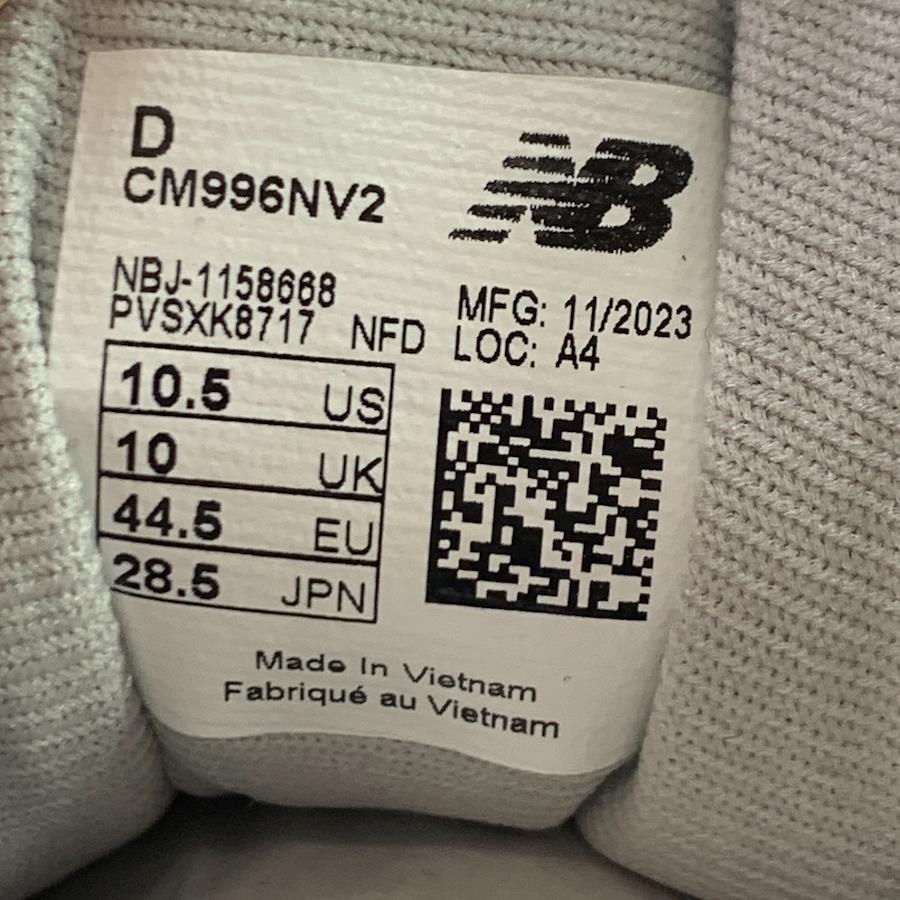 D
CM996NV2
NB
NBJ-1158668
PVSXK8717 NFD
MFG: 11/2023
LOC: A4
10.5 US
10 UK
44.5 EU
28.5 JPN
Made In Vietnam
Fabriqué au Vietnam